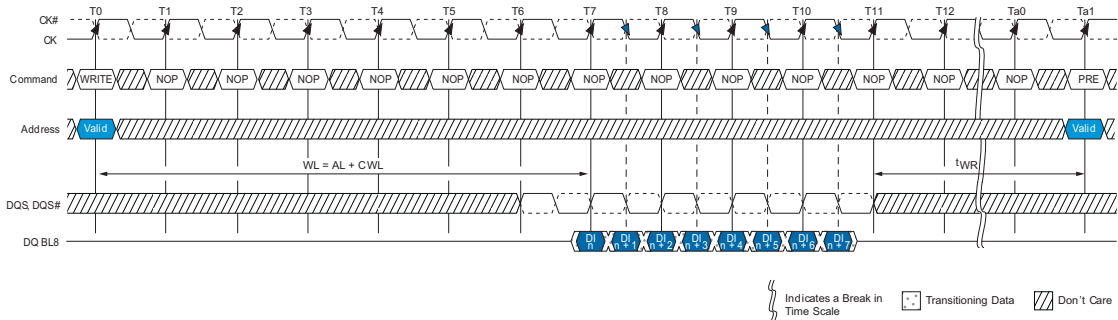 T0 T1 T2 T3 T4 T5 T6 T7 T8 T9 T10 T11 T12 Ta0 Ta1
CK#
CK
Command WRITE NOP NOP NOP NOP NOP NOP NOP NOP NOP NOP NOP NOP NOP PRE
Address Valid Valid
WL = AL + CWL tWR
DQS, DQS#
DQ BL8 DI n DI n + 1 DI n + 2 DI n + 3 DI n + 4 DI n + 5 DI n + 6 DI n + 7
Indicates a Break in
Time Scale
Transitioning Data
Don't Care